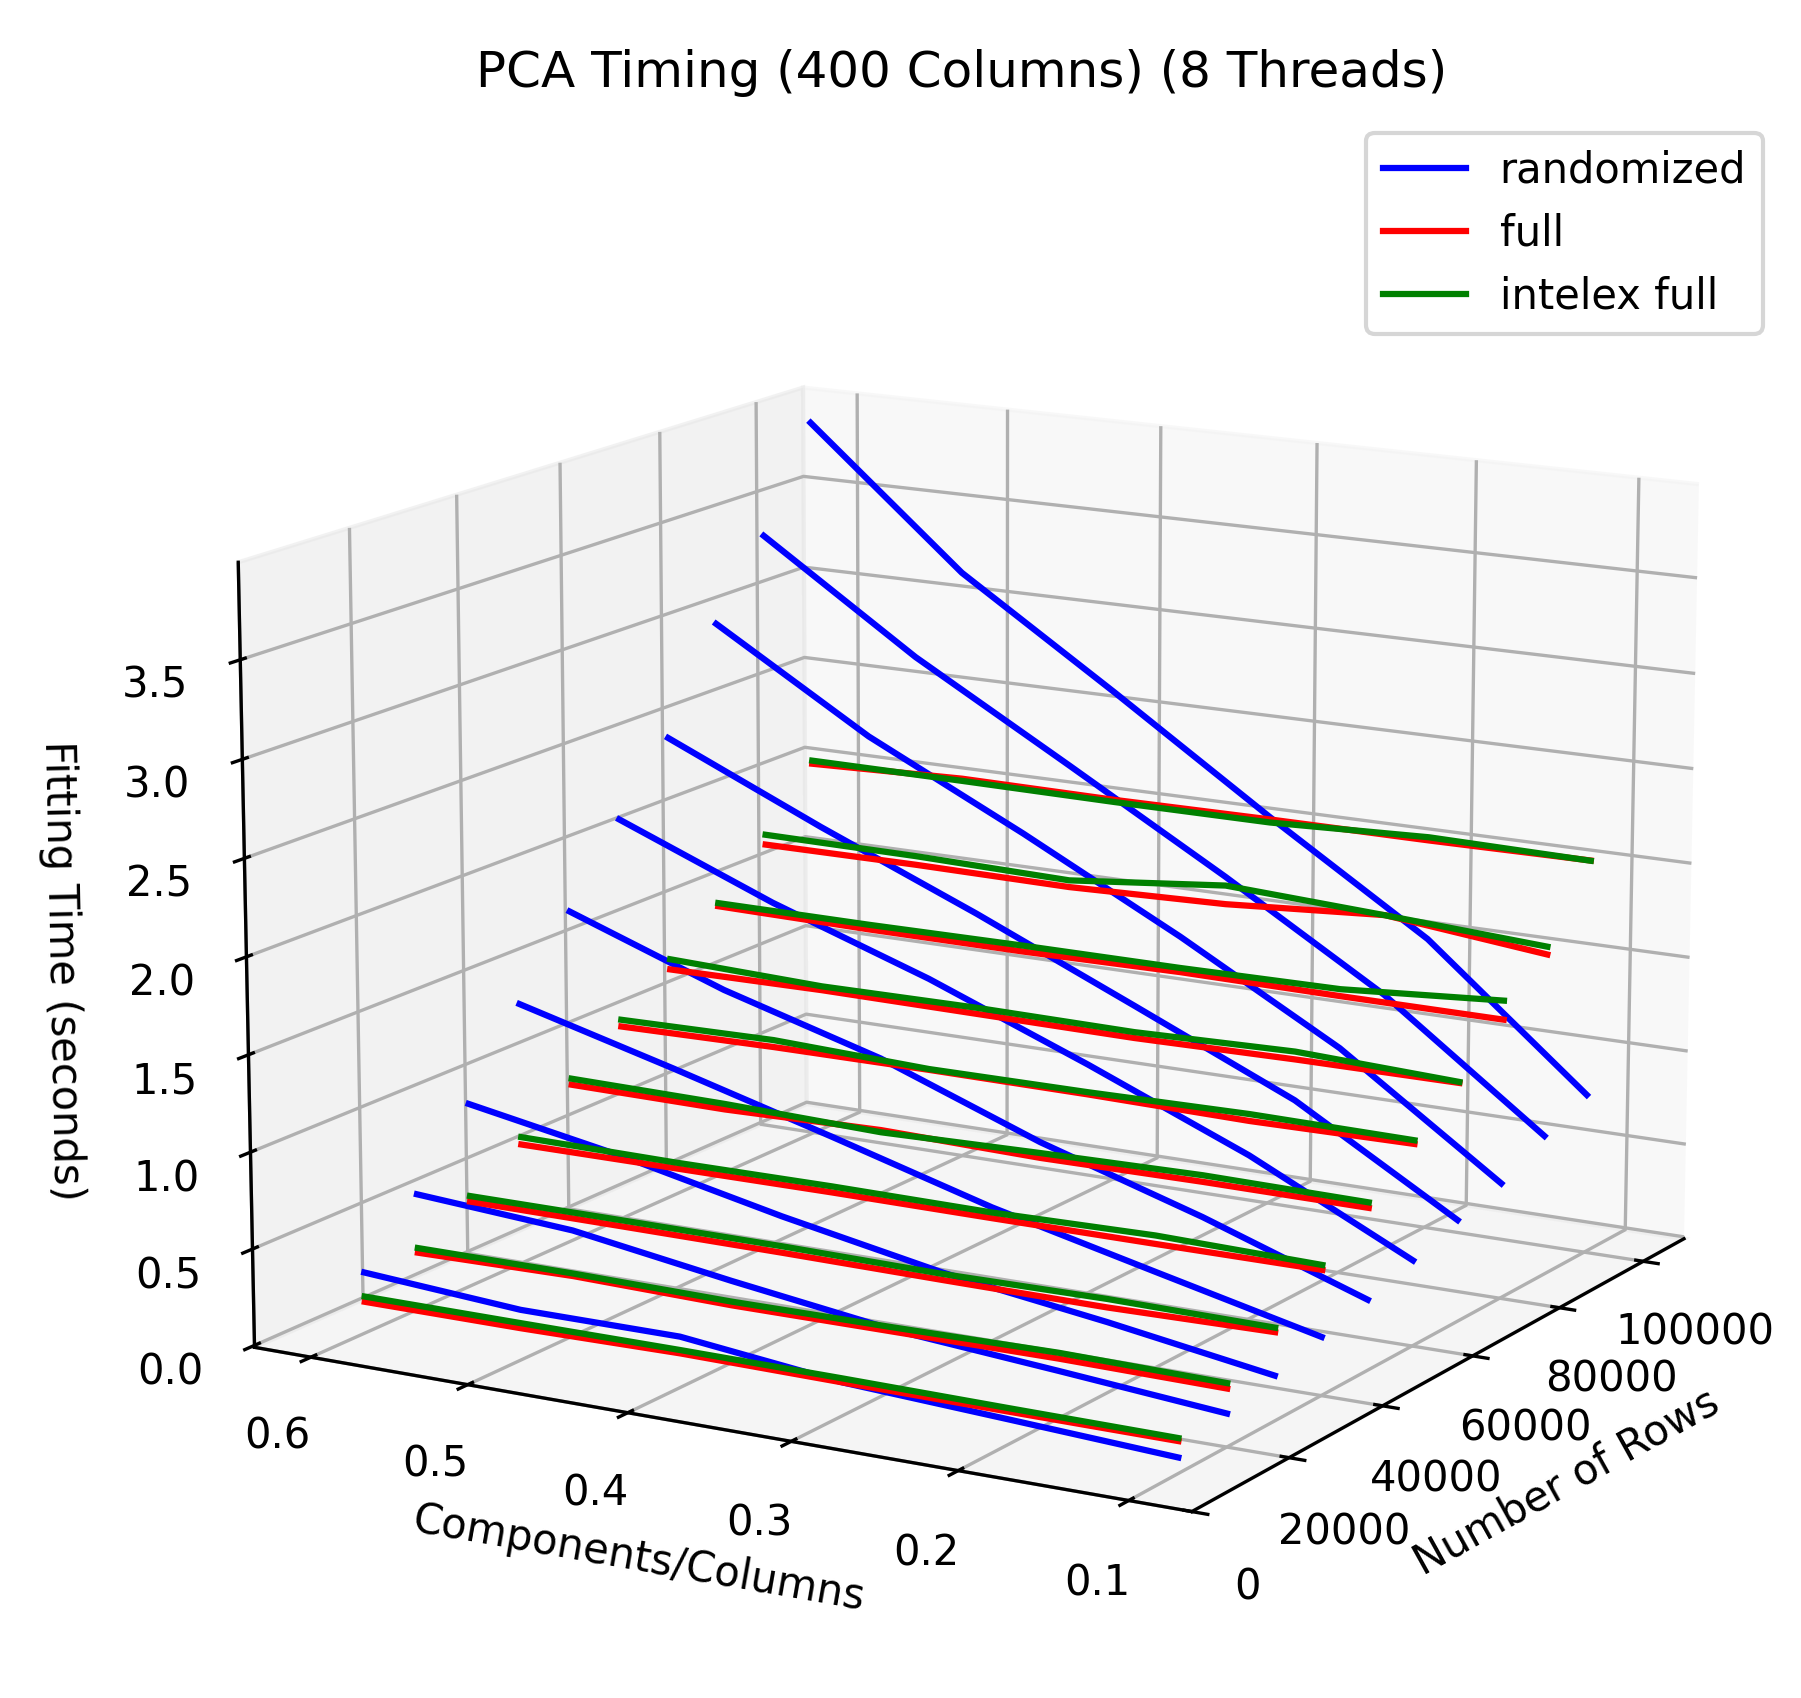 PCA Timing (400 Columns) (8 Threads)
randomized
full
intelex full
Fitting Time (seconds)
3.5
3.0
2.5
2.0
1.5
1.0
0.5
0.0
0.6
0.5
0.4
0.3
0.2
0.1
Components/Columns
0
20000
40000
60000
80000
100000
Number of Rows